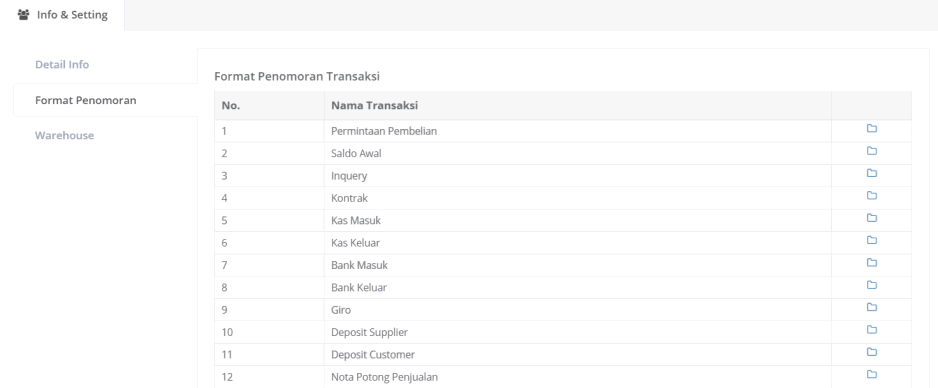 Info & Setting
Detail Info
Format Penomoran
Warehouse
Format Penomoran Transaksi
No. Nama Transaksi
1 Permintaan Pembelian
2 Saldo Awal
3 Inquery
4 Kontrak
5 Kas Masuk
6 Kas Keluar
7 Bank Masuk
8 Bank Keluar
9 Giro
10 Deposit Supplier
11 Deposit Customer
12 Nota Potong Penjualan